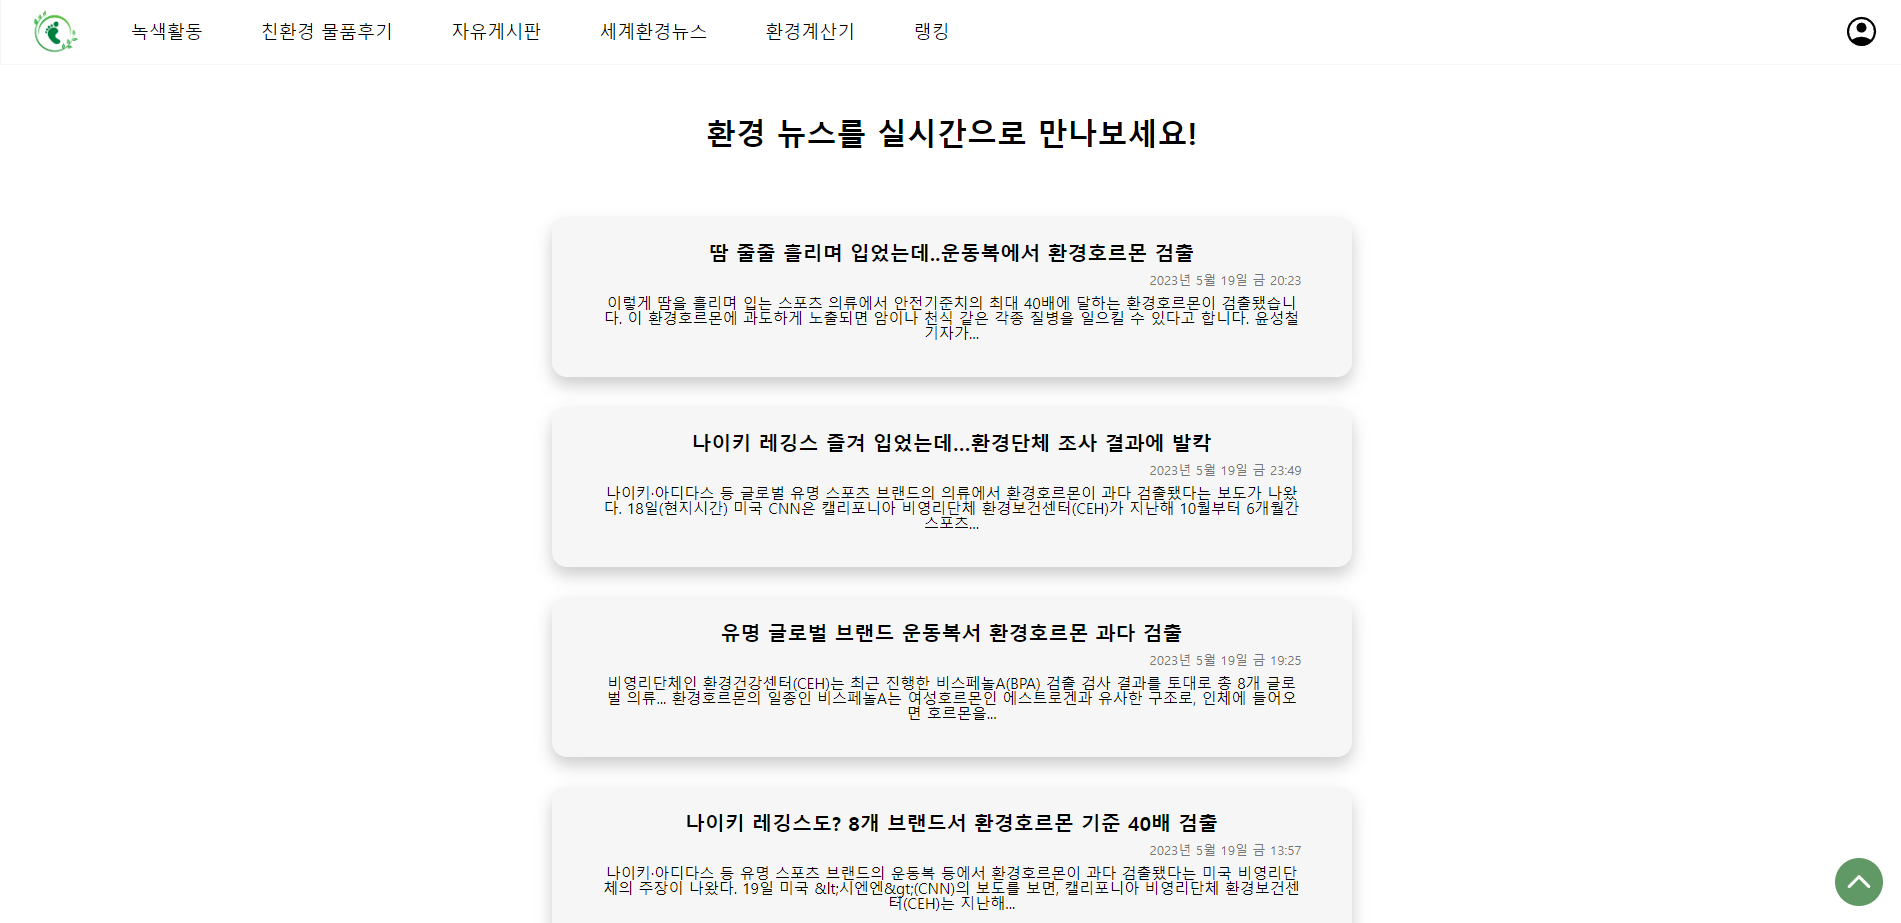 녹색활동 친환경 물품후기 자유게시판 세계환경뉴스 환경계산기 랭킹
환경 뉴스를 실시간으로 만나보세요!
땀 줄줄 흘리며 입었는데..운동복에서 환경호르몬 검출
2023년 5월 19일 금 20:23
이렇게 땀을 흘리며 입는 스포츠 의류에서 안전기준치의 최대 40배에 달하는 환경호르몬이 검출됐습니
다. 이 환경호르몬에 과도하게 노출되면 암이나 천식 같은 각종 질병을 일으킬 수 있다고 합니다. 윤성철
기자가...
나이키 레깅스 즐겨 입었는데...환경단체 조사 결과에 발칵
2023년 5월 19일 금 23:49
나이키·아디다스 등 글로벌 유명 스포츠 브랜드의 의류에서 환경호르몬이 과다 검출됐다는 보도가 나왔
다. 18일(현지시간) 미국 CNN은 캘리포니아 비영리단체 환경보건센터(CEH)가 지난해 10월부터 6개월간
스포츠...
유명 글로벌 브랜드 운동복서 환경호르몬 과다 검출
2023년 5월 19일 금 19:25
비영리단체인 환경건강센터(CEH)는 최근 진행한 비스페놀A(BPA) 검출 검사 결과를 토대로 총 8개 글로
벌 의류... 환경호르몬의 일종인 비스페놀A는 여성호르몬인 에스트로겐과 유사한 구조로, 인체에 들어오
면 호르몬을...
나이키 레깅스도? 8개 브랜드서 환경호르몬 기준 40배 검출
2023년 5월 19일 금 13:57
나이키·아디다스 등 유명 스포츠 브랜드의 운동복 등에서 환경호르몬이 과다 검출됐다는 미국 비영리단
체의 주장이 나왔다. 19일 미국 &lt;시엔엔&gt;(CNN)의 보도를 보면, 캘리포니아 비영리단체 환경보건센
터(CEH)는 지난해...